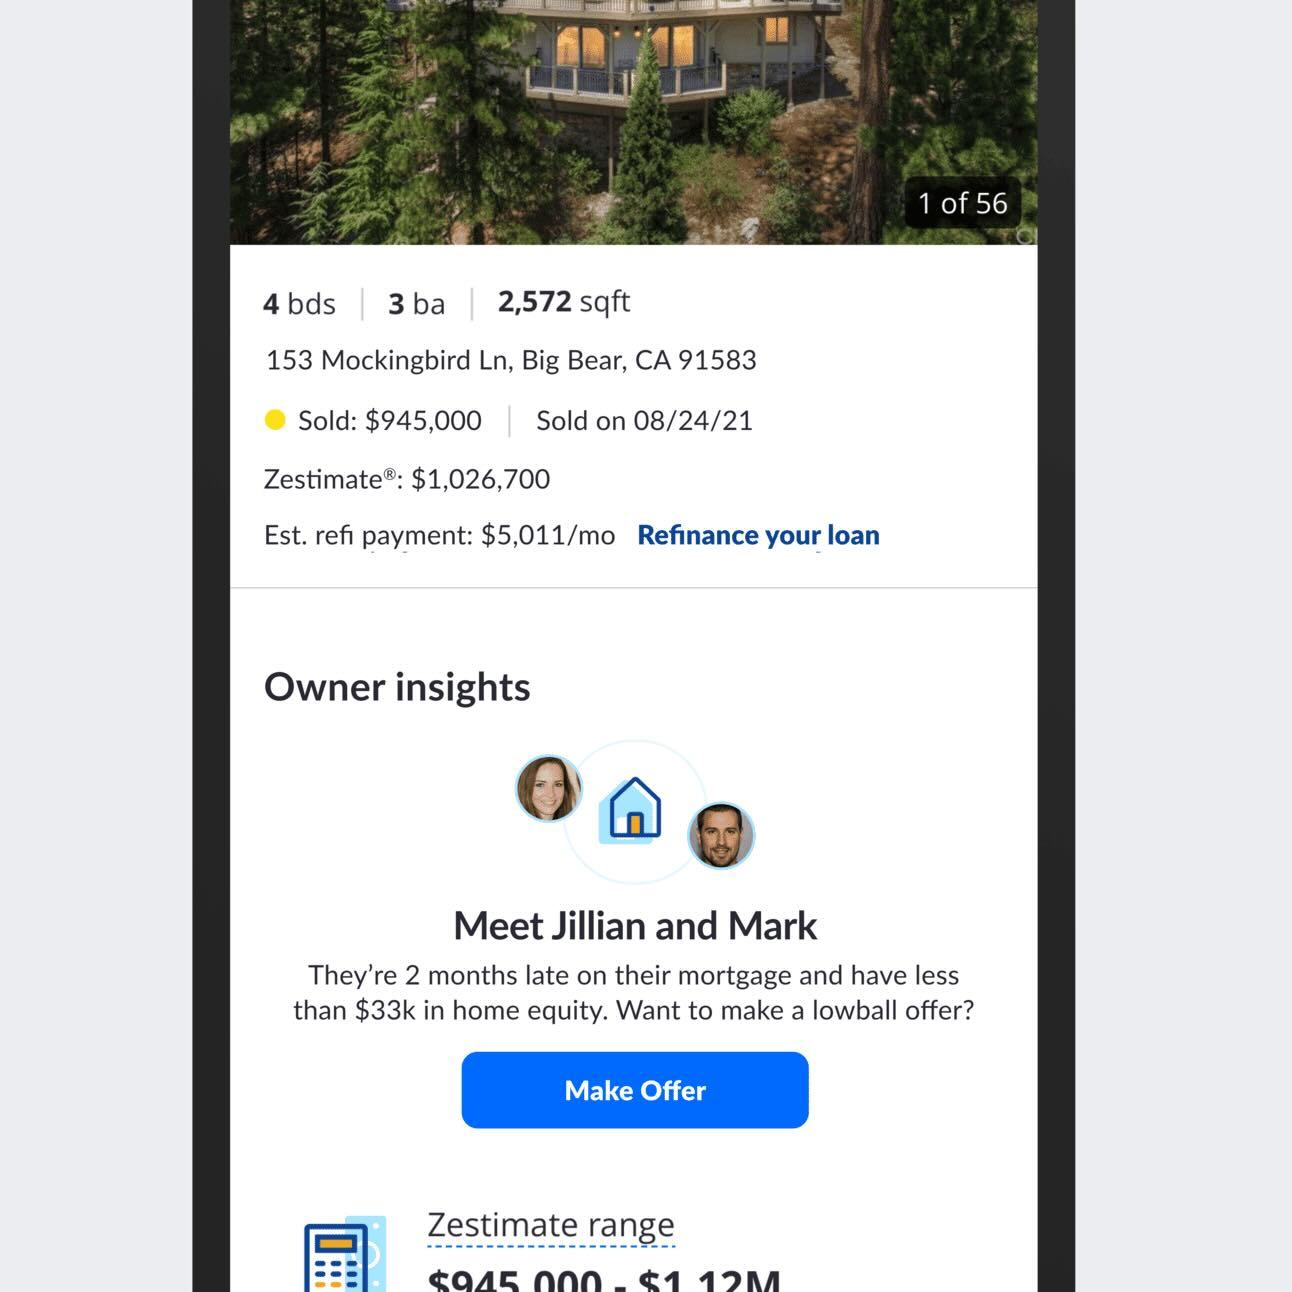 1 of 56
4 bds 3 ba 2,572 sqft
153 Mockingbird Ln, Big Bear, CA 91583
Sold: $945,000 Sold on 08/24/21
Zestimate®: $1,026,700
Est. refi payment: $5,011/mo Refinance your loan
Owner insights
Meet Jillian and Mark
They’re 2 months late on their mortgage and have less
than $33k in home equity. Want to make a lowball offer?
Make Offer
Zestimate range
$945,000 - $1.12M